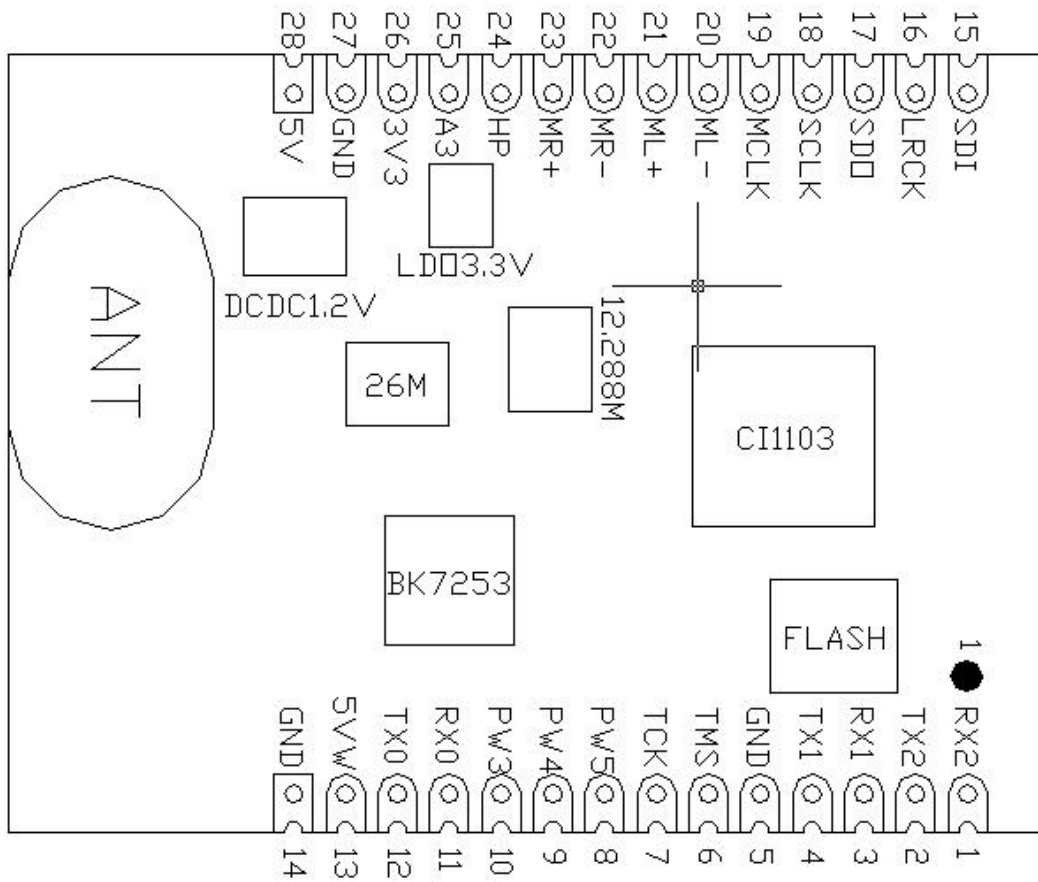 28 27 26 25 24 23 22 21 20 19 18 17 16 15
5V GND 3V3 A3 HP MR+ MR- ML+ ML- MCLK SCLK SDO LRCK SDI
LDO3.3V
DCDC1.2V
12.288M
ANT
26M
CI1103
BK7253
FLASH
1
GND 5VW TX0 RX0 PW3 PW4 PW5 TCK TMS GND TX1 RX1 TX2 RX2
14 13 12 11 10 9 8 7 6 5 4 3 2 1